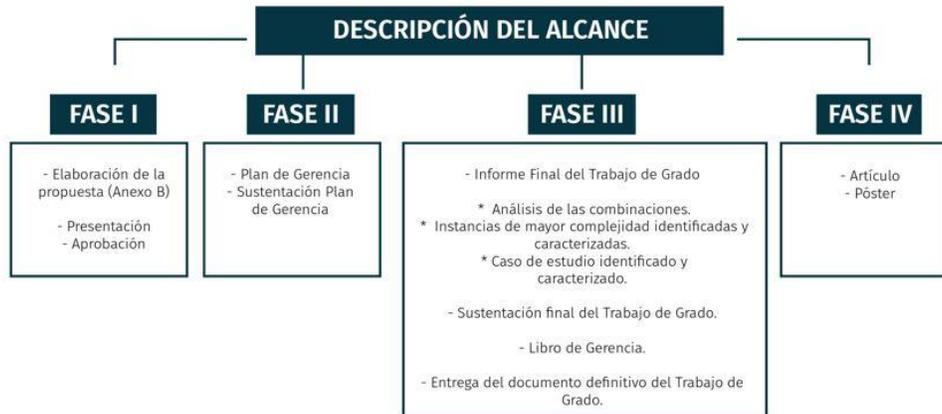 DESCRIPCIÓN DEL ALCANCE
FASE I
- Elaboración de la
propuesta (Anexo B)
- Presentación
- Aprobación
FASE II
- Plan de Gerencia
- Sustentación Plan
de Gerencia
FASE III
- Informe Final del Trabajo de Grado
* Análisis de las combinaciones.
* Instancias de mayor complejidad identificadas y
caracterizadas.
* Caso de estudio identificado y
caracterizado.
- Sustentación final del Trabajo de Grado.
- Libro de Gerencia.
- Entrega del documento definitivo del Trabajo de
Grado.
FASE IV
- Artículo
- Póster